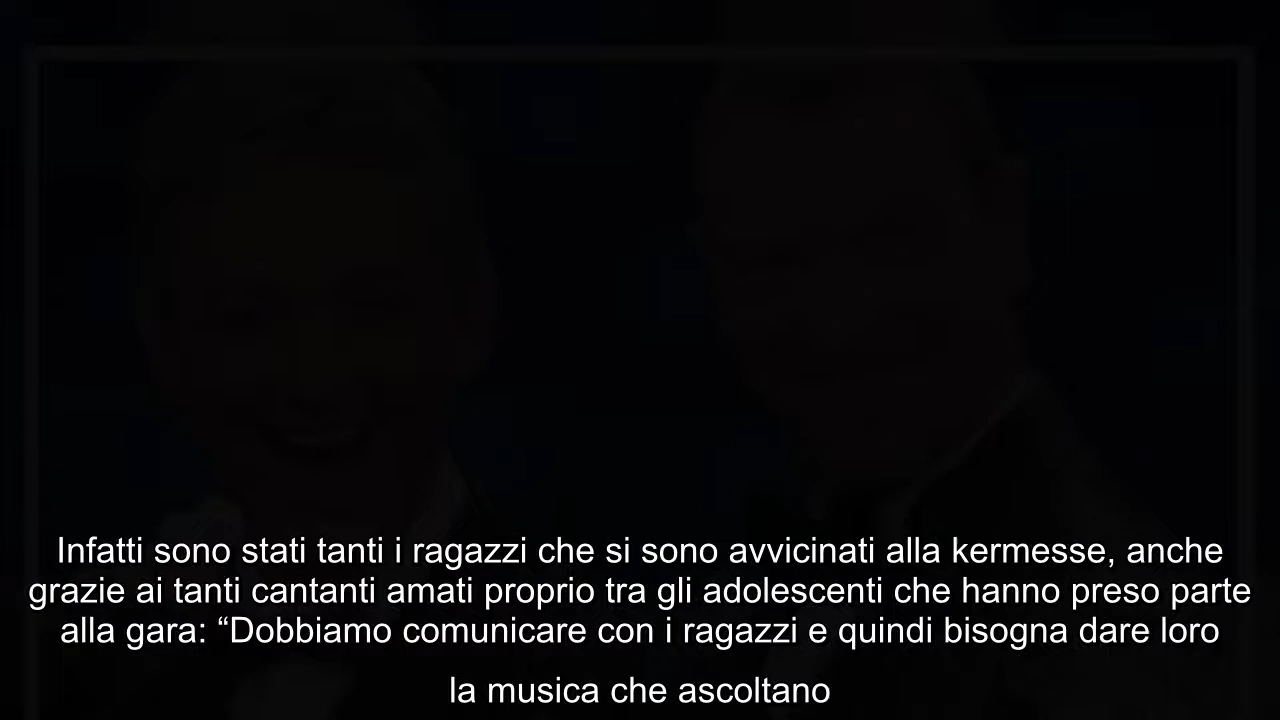 Infatti sono stati tanti i ragazzi che si sono avvicinati alla kermesse, anche
grazie ai tanti cantanti amati proprio tra gli adolescenti che hanno preso parte
alla gara: “Dobbiamo comunicare con i ragazzi e quindi bisogna dare loro
la musica che ascoltano